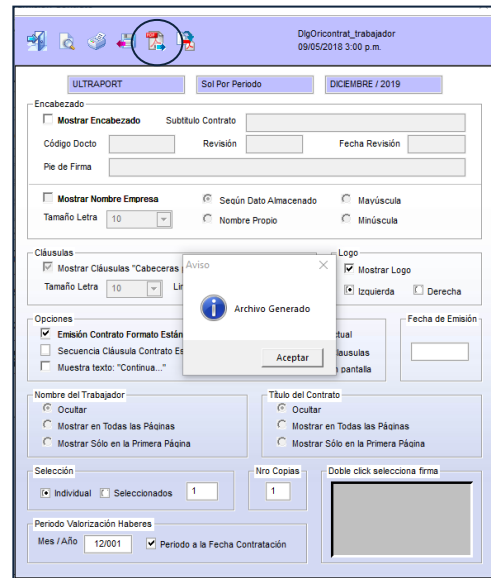 DlgOricontrat_trabajador
09/05/2018 3:00 p.m.
ULTRAPORT Sol Por Periodo DICIEMBRE / 2019
Encabezado
Mostrar Encabezado Subtitulo Contrato
Código Docto Revisión Fecha Revisión
Pie de Firma
Mostrar Nombre Empresa Según Dato Almacenado Mayúscula
Tamaño Letra 10 Nombre Propio Minúscula
Cláusulas Logo
Mostrar Cláusulas "Cabeceras Mostrar Logo
Tamaño Letra 10 Izquierda Derecha
Aviso
Archivo Generado
Aceptar
Opciones Fecha de Emisión
Emisión Contrato Formato Están
Secuencia Cláusula Contrato Es lausulas
Muestra texto: "Continua..." pantalla
Nombre del Trabajador Título del Contrato
Ocultar Ocultar
Mostrar en Todas las Páginas Mostrar en Todas las Páginas
Mostrar Sólo en la Primera Página Mostrar Sólo en la Primera Página
Selección Nro Copias Doble click selecciona firma
Individual Seleccionados 1 1
Periodo Valorización Haberes
Mes / Año 12/001 Periodo a la Fecha Contratación